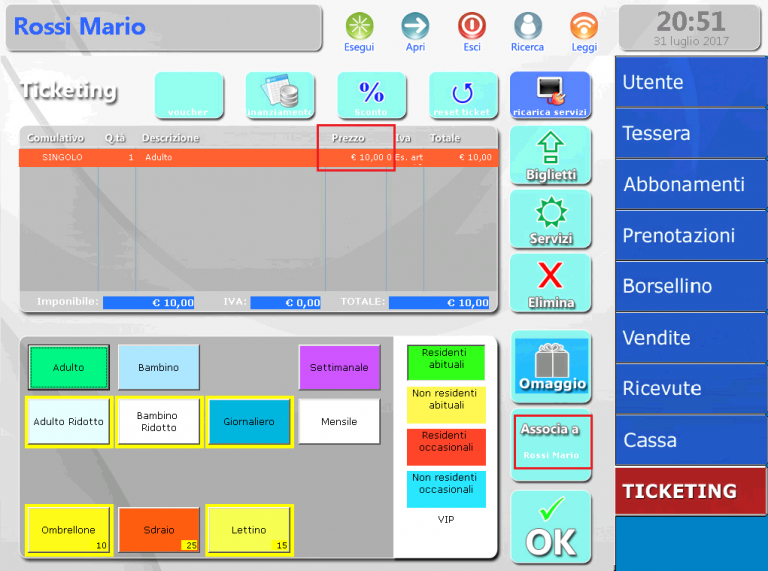 Rossi Mario
Esegui Apri Esci Ricerca Leggi
20:51
31 luglio 2017
Ticketing
voucher
Sconto
reset ticket
ricarica servizi
Comulativo Q.tà Descrizione Prezzo Iva Totale
SINGOLO 1 Adulto € 10,00 0 Es. art € 10,00
Imponibile: € 10,00 IVA: € 0,00 TOTALE: € 10,00
Biglietti
Servizi
Elimina
Omaggio
Associa a
Rossi Mario
OK
Adulto
Bambino
Settimanale
Adulto Ridotto
Bambino
Ridotto
Giornaliero
Mensile
Ombrellone
10
Sdraio
25
Lettino
15
Residenti
abituali
Non residenti
abituali
Residenti
occasionali
Non residenti
occasionali
VIP
Utente
Tessera
Abbonamenti
Prenotazioni
Borsellino
Vendite
Ricevute
Cassa
TICKETING